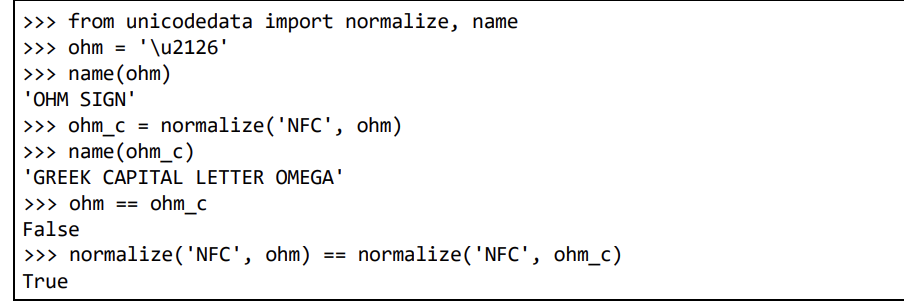 >>> from unicodedata import normalize, name
>>> ohm = '\u2126'
>>> name(ohm)
'OHM SIGN'
>>> ohm_c = normalize('NFC', ohm)
>>> name(ohm_c)
'GREEK CAPITAL LETTER OMEGA'
>>> ohm == ohm_c
False
>>> normalize('NFC', ohm) == normalize('NFC', ohm_c)
True